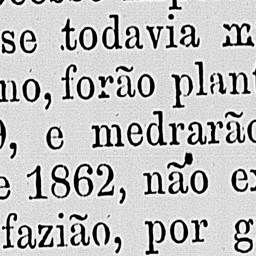 se todavia m
no, forão plant
, e medrarão
e 1862, não ex
fazião, por g